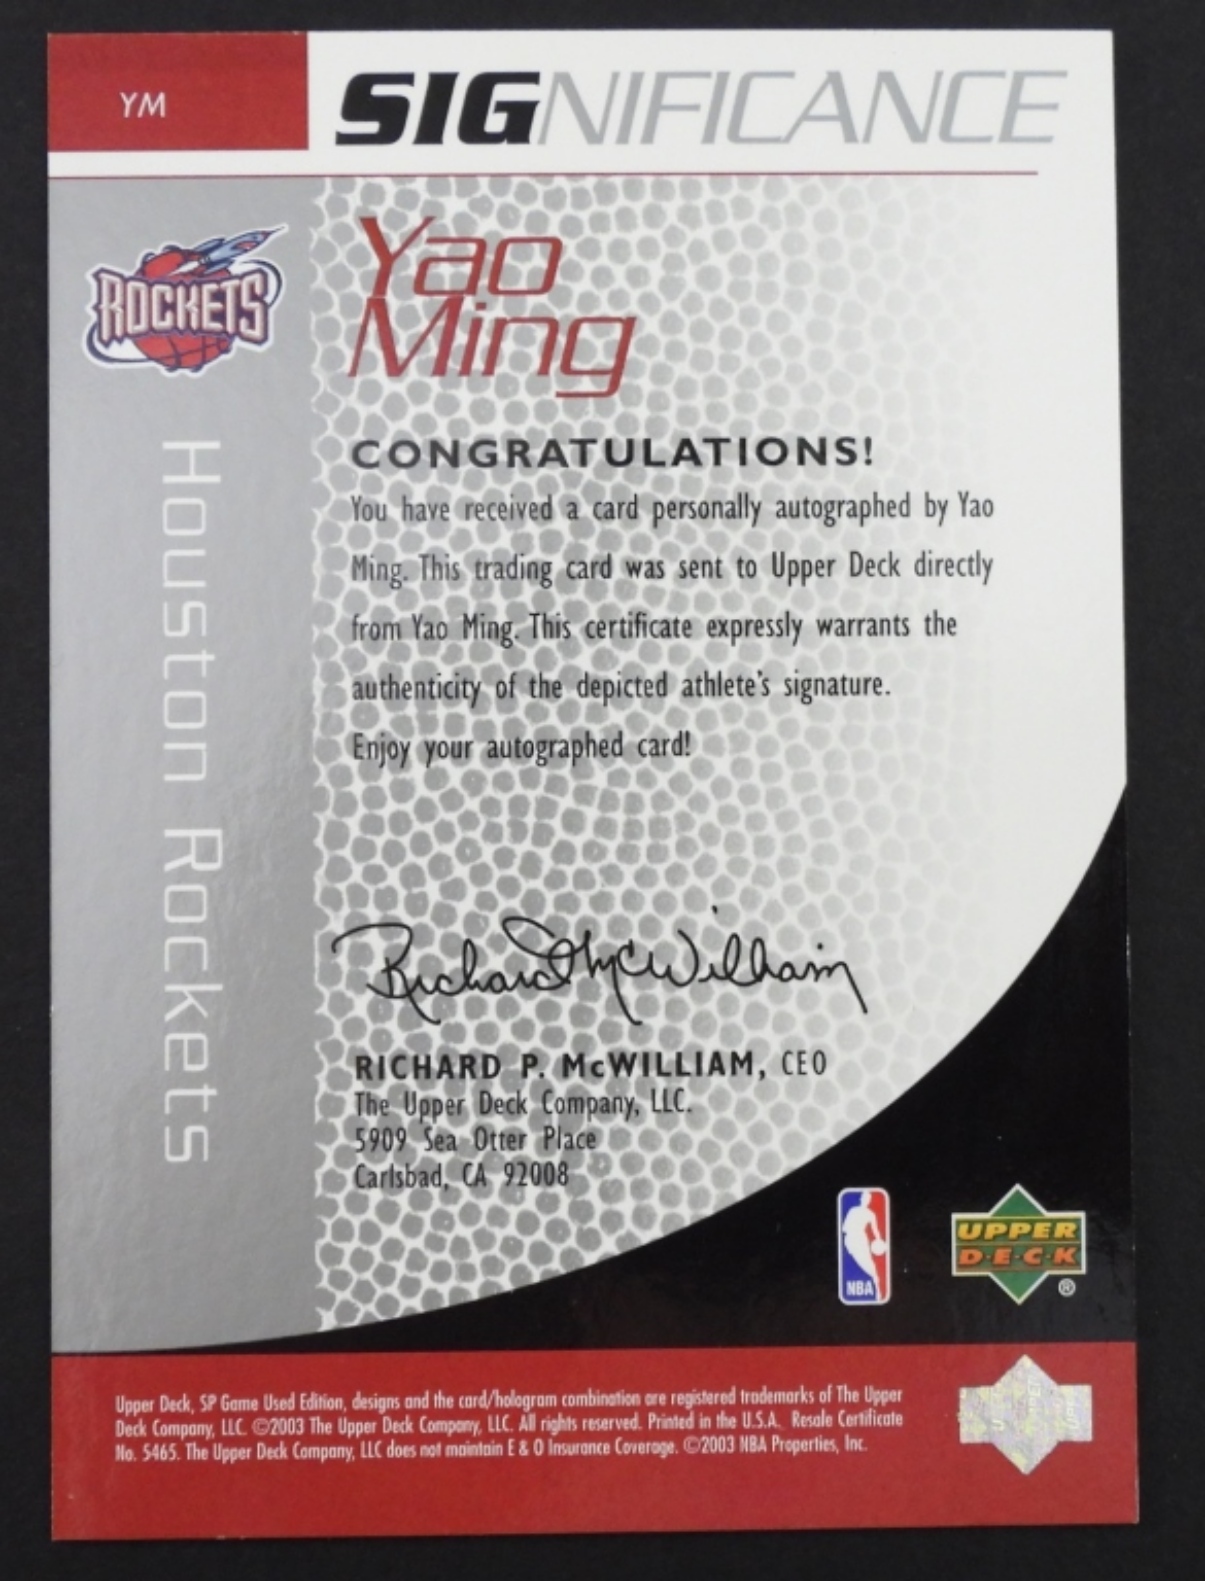 YM
SIGNIFICANCE
ROCKETS
Houston Rockets
Yao
Ming
CONGRATULATIONS!
You have received a card personally autographed by Yao
Ming. This trading card was sent to Upper Deck directly
from Yao Ming. This certificate expressly warrants the
authenticity of the depicted athlete's signature.
Enjoy your autographed card!
Richard McWilliam
RICHARD P. McWILLIAM, CEO
The Upper Deck Company, LLC.
5909 Sea Otter Place
Carlsbad, CA 92008
NBA
UPPER
D·E·C·K
®
Upper Deck, SP Game Used Edition, designs and the card/hologram combination are registered trademarks of The Upper
Deck Company, LLC. ©2003 The Upper Deck Company, LLC. All rights reserved. Printed in the U.S.A. Resale Certificate
No. 5465. The Upper Deck Company, LLC does not maintain E & O Insurance Coverage. ©2003 NBA Properties, Inc.